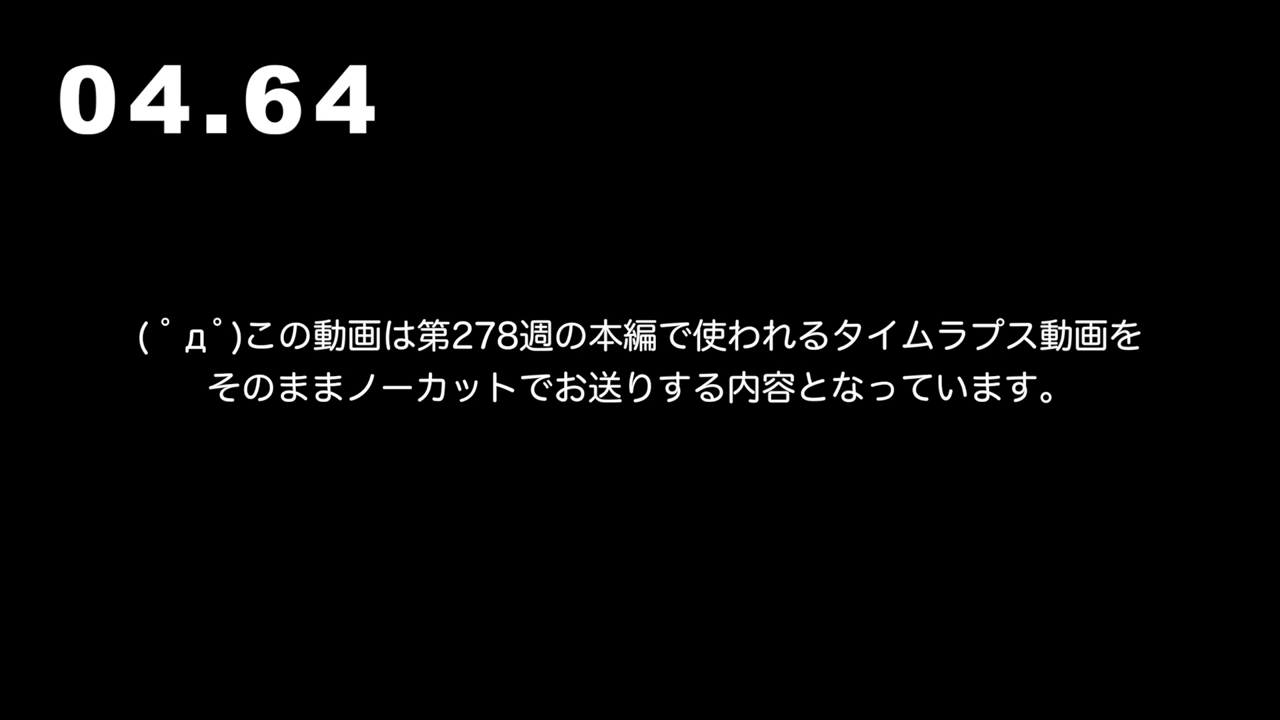 04.64
( ﾟдﾟ)この動画は第278週の本編で使われるタイムラプス動画を
そのままノーカットでお送りする内容となっています。